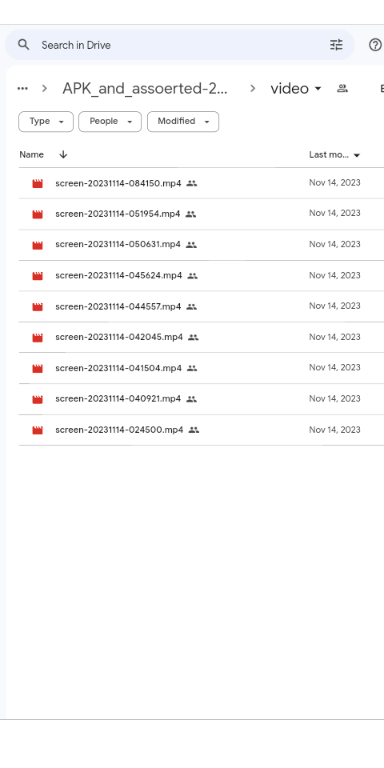 Search in Drive
... > APK_and_assoerted-2... > video
Type People Modified
Name Last mo...
screen-20231114-084150.mp4 Nov 14, 2023
screen-20231114-051954.mp4 Nov 14, 2023
screen-20231114-050631.mp4 Nov 14, 2023
screen-20231114-045624.mp4 Nov 14, 2023
screen-20231114-044557.mp4 Nov 14, 2023
screen-20231114-042045.mp4 Nov 14, 2023
screen-20231114-041504.mp4 Nov 14, 2023
screen-20231114-040921.mp4 Nov 14, 2023
screen-20231114-024500.mp4 Nov 14, 2023